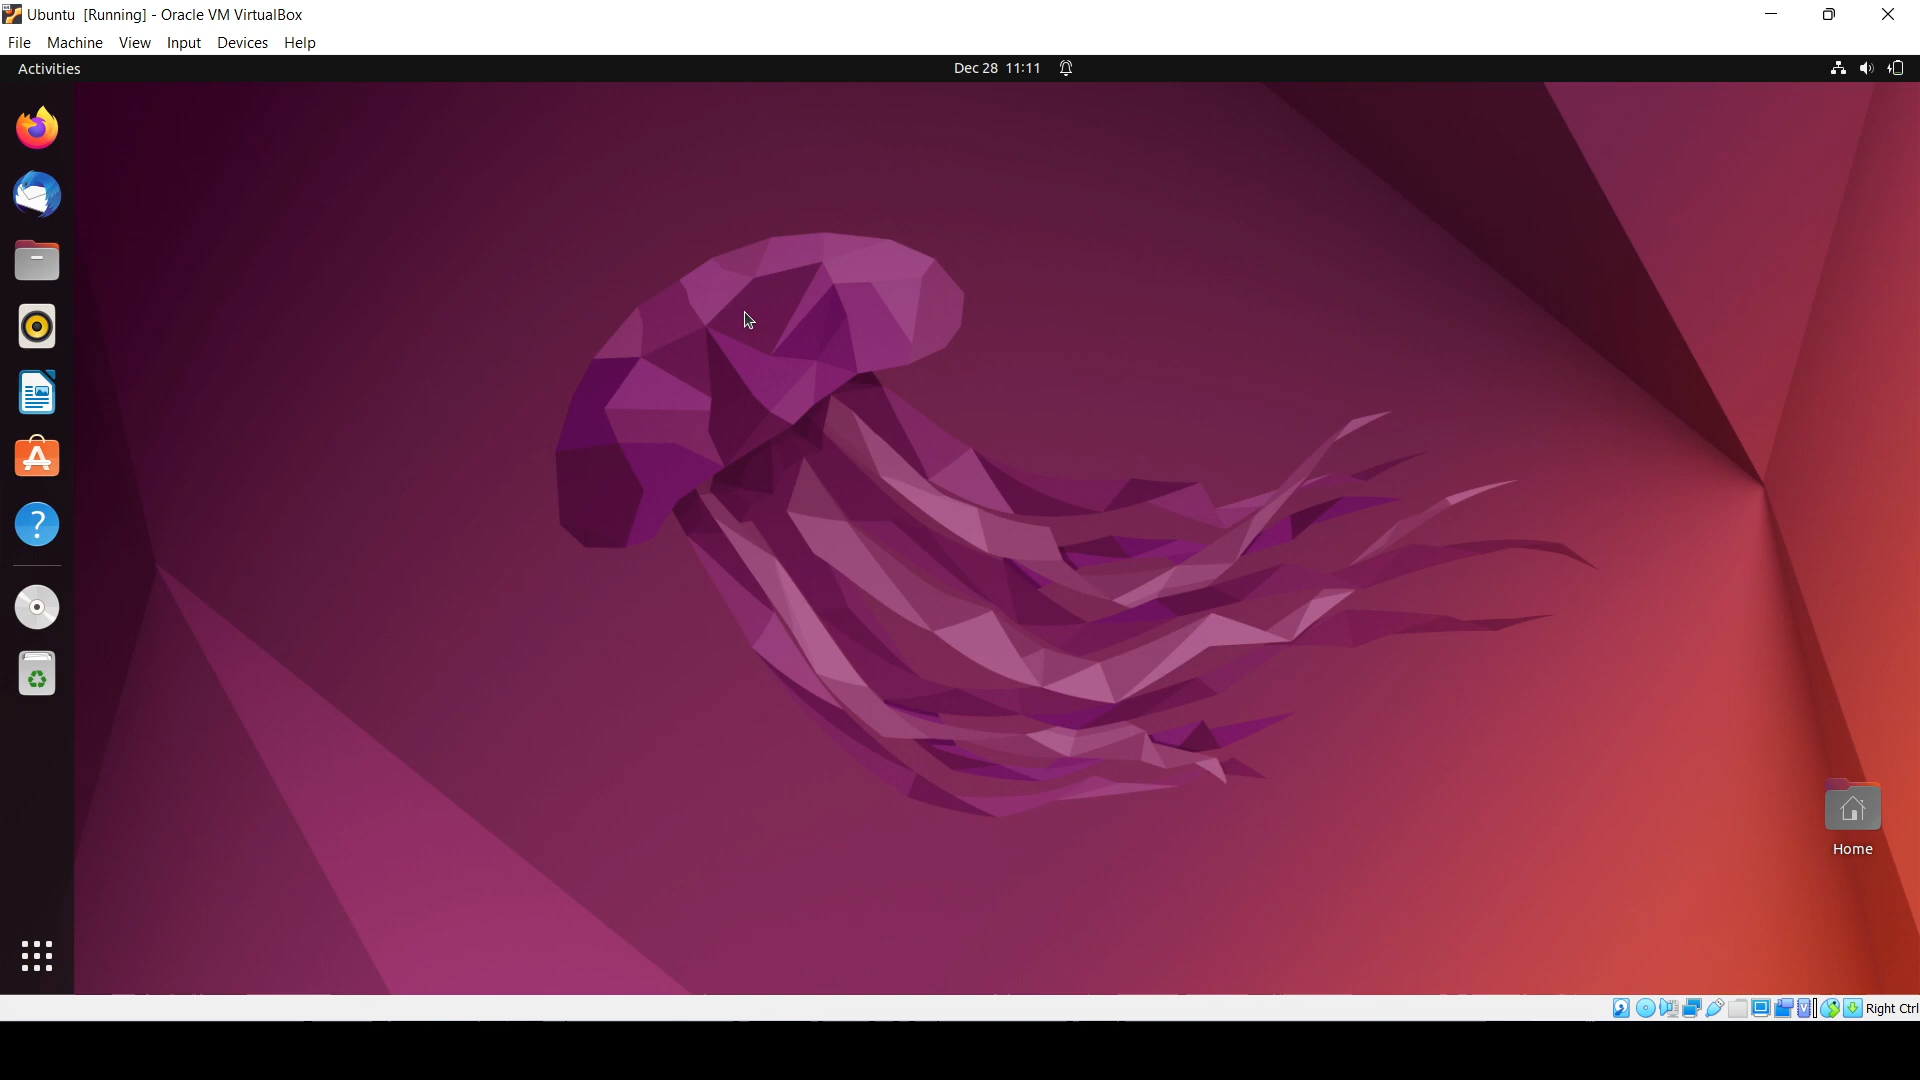 Ubuntu [Running] - Oracle VM VirtualBox
File Machine View Input Devices Help
Activities
Dec 28 11:11
Home
Right Ctrl